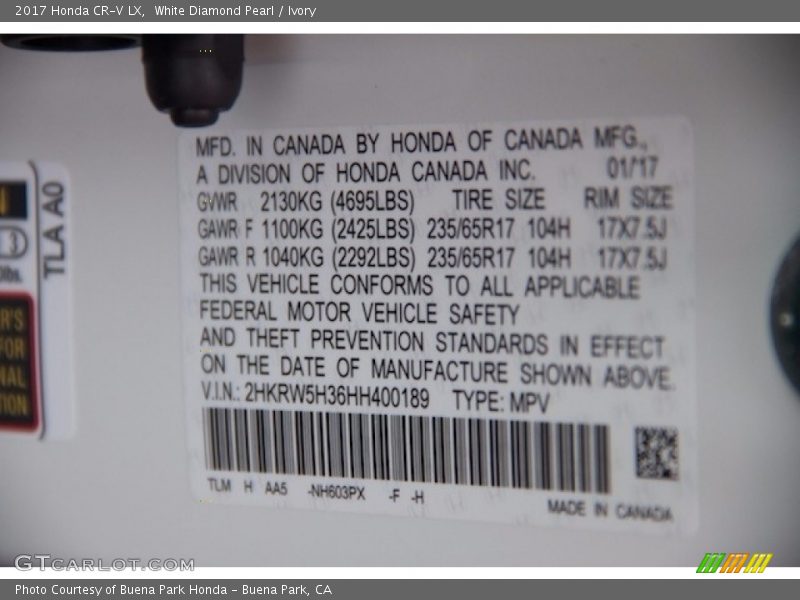 2017 Honda CR-V LX, White Diamond Pearl / Ivory
MFD. IN CANADA BY HONDA OF CANADA MFG.,
A DIVISION OF HONDA CANADA INC. 01/17
GVWR 2130KG (4695LBS) TIRE SIZE RIM SIZE
GAWR F 1100KG (2425LBS) 235/65R17 104H 17X7.5J
GAWR R 1040KG (2292LBS) 235/65R17 104H 17X7.5J
THIS VEHICLE CONFORMS TO ALL APPLICABLE
FEDERAL MOTOR VEHICLE SAFETY
AND THEFT PREVENTION STANDARDS IN EFFECT
ON THE DATE OF MANUFACTURE SHOWN ABOVE.
V.I.N.: 2HKRW5H36HH400189 TYPE: MPV
TLM H AA5 -NH603PX -F -H
MADE IN CANADA
TLA A0
GTCARLOT.COM
Photo Courtesy of Buena Park Honda - Buena Park, CA